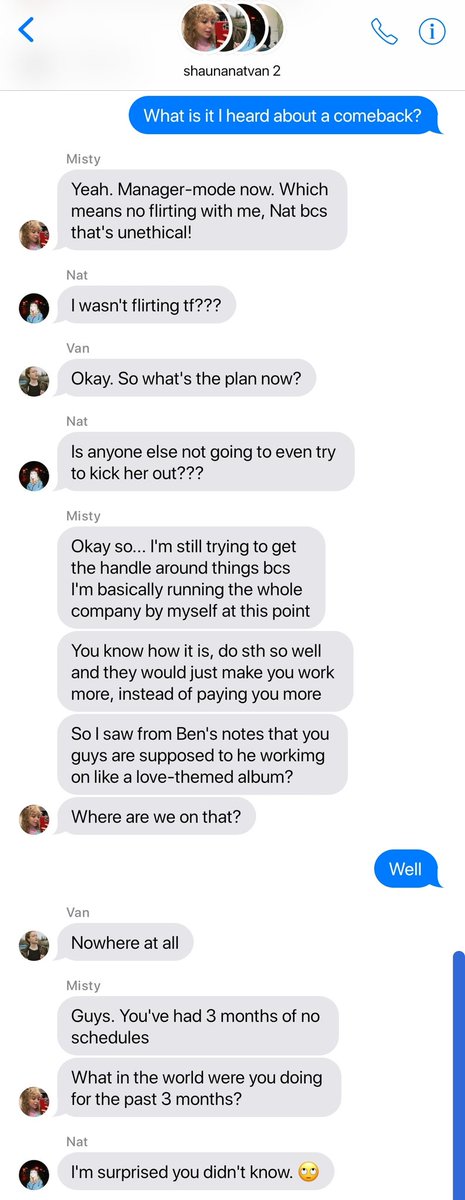 shaunanatvan 2
What is it I heard about a comeback?
Misty
Yeah. Manager-mode now. Which
means no flirting with me, Nat bcs
that's unethical!
Nat
I wasn't flirting tf???
Van
Okay. So what's the plan now?
Nat
Is anyone else not going to even try
to kick her out???
Misty
Okay so... I'm still trying to get
the handle around things bcs
I'm basically running the whole
company by myself at this point
You know how it is, do sth so well
and they would just make you work
more, instead of paying you more
So I saw from Ben's notes that you
guys are supposed to he workimg
on like a love-themed album?
Where are we on that?
Well
Van
Nowhere at all
Misty
Guys. You've had 3 months of no
schedules
What in the world were you doing
for the past 3 months?
Nat
I'm surprised you didn't know. 🙄